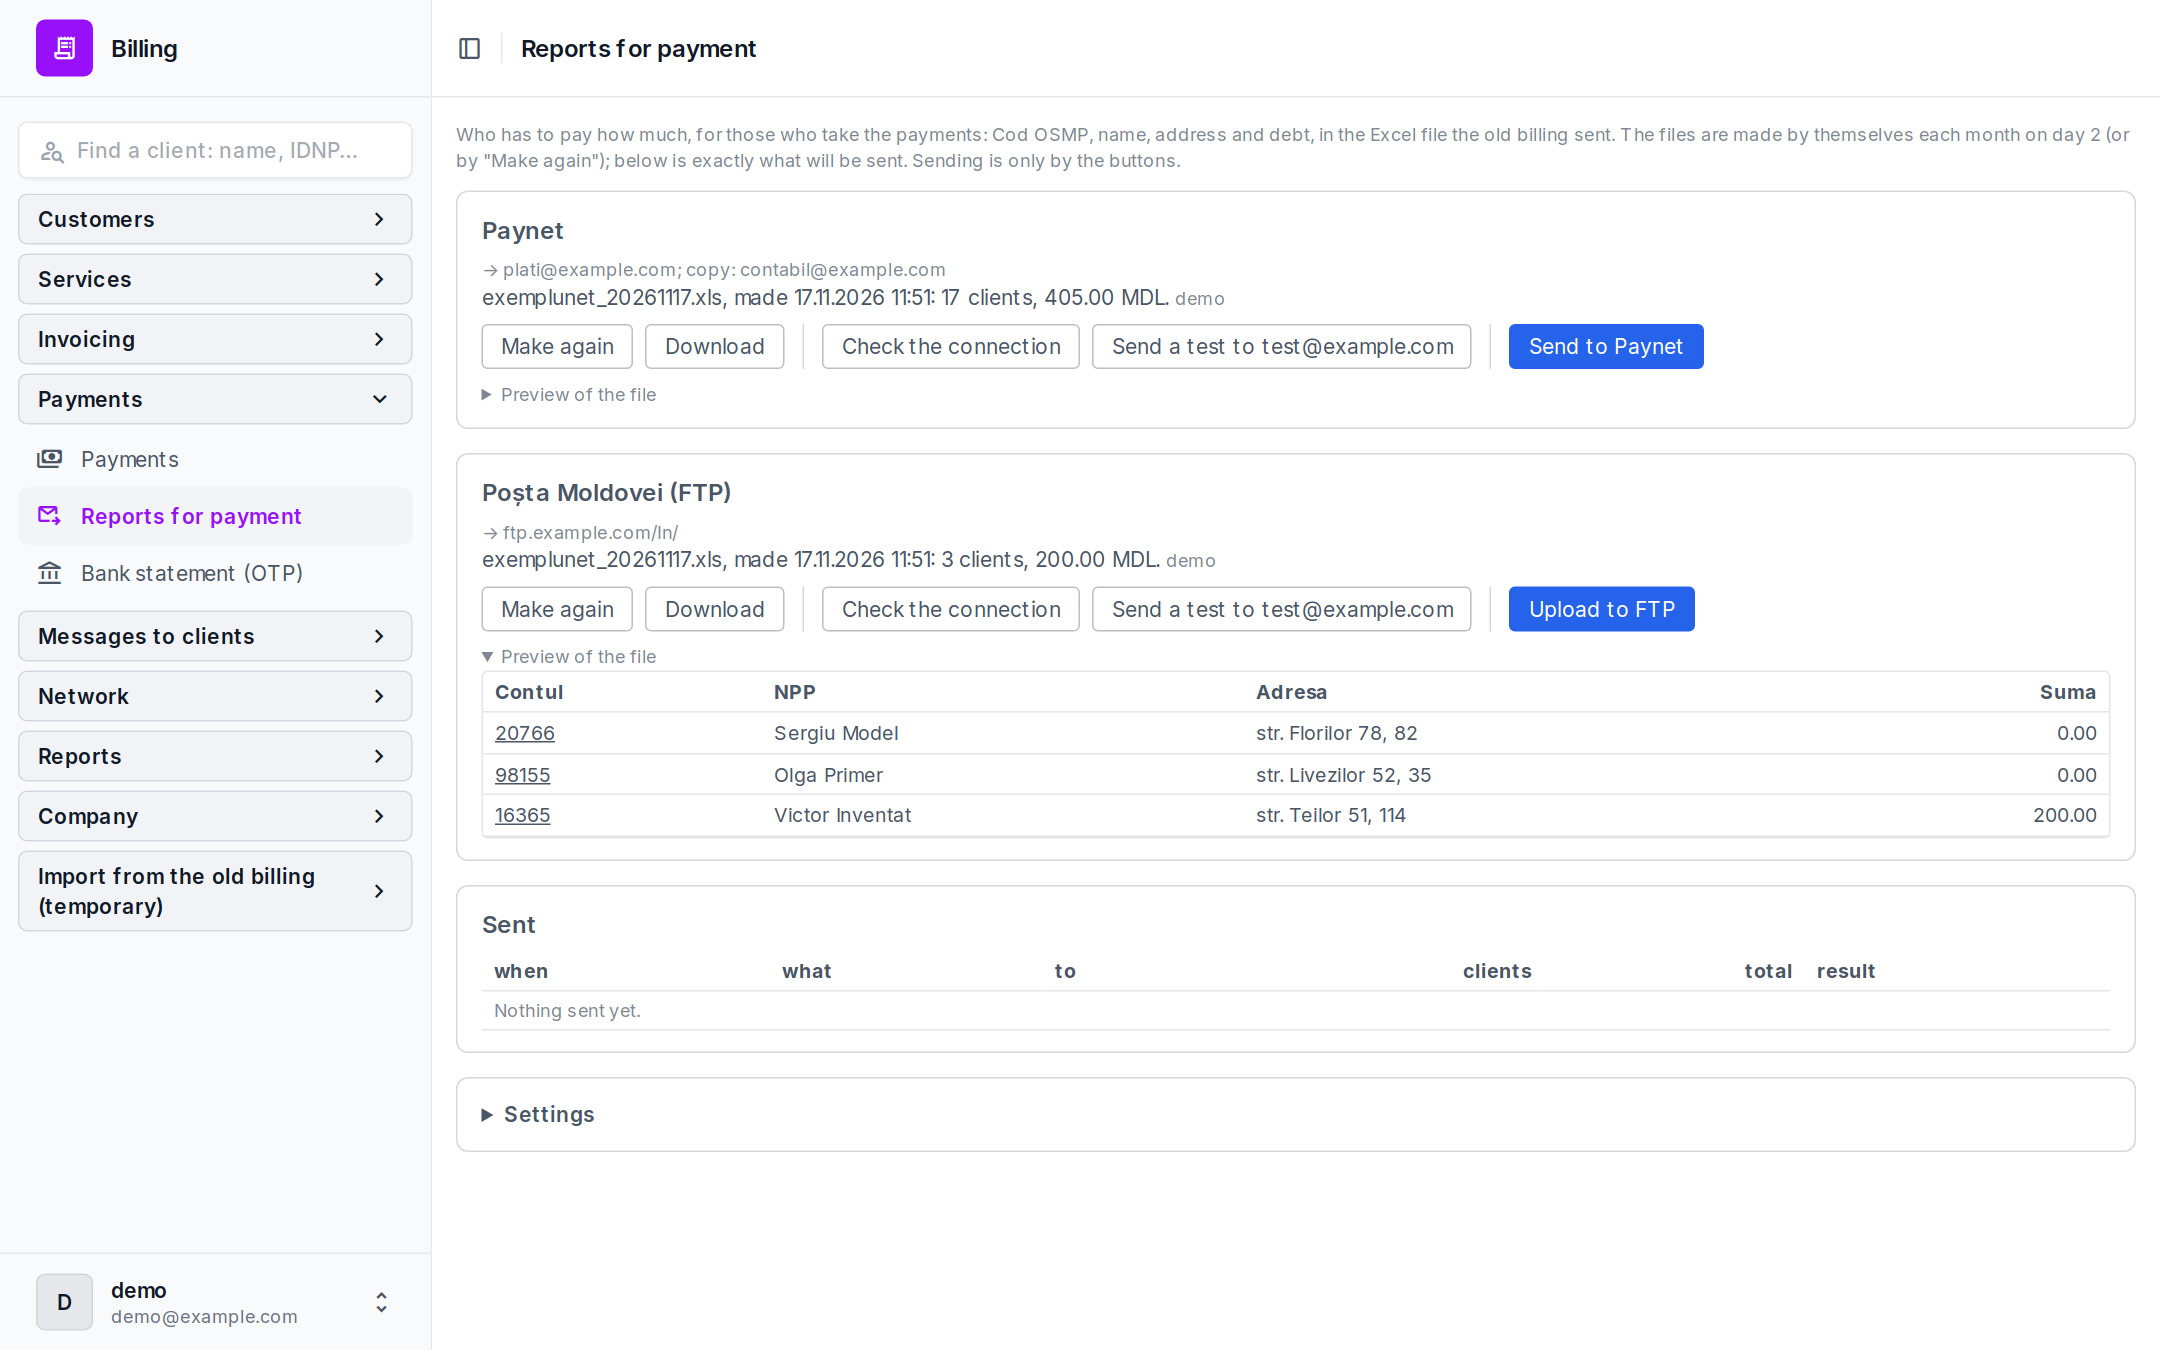 Billing
Find a client: name, IDNP...
Customers
Services
Invoicing
Payments
Payments
Reports for payment
Bank statement (OTP)
Messages to clients
Network
Reports
Company
Import from the old billing
(temporary)
D
demo
demo@example.com
Reports for payment
Who has to pay how much, for those who take the payments: Cod OSMP, name, address and debt, in the Excel file the old billing sent. The files are made by themselves each month on day 2 (or
by "Make again"); below is exactly what will be sent. Sending is only by the buttons.
Paynet
→ plati@example.com; copy: contabil@example.com
exemplunet_20261117.xls, made 17.11.2026 11:51: 17 clients, 405.00 MDL. demo
Make again Download Check the connection Send a test to test@example.com Send to Paynet
▶ Preview of the file
Poșta Moldovei (FTP)
→ ftp.example.com/In/
exemplunet_20261117.xls, made 17.11.2026 11:51: 3 clients, 200.00 MDL. demo
Make again Download Check the connection Send a test to test@example.com Upload to FTP
▼ Preview of the file
Contul NPP Adresa Suma
20766 Sergiu Model str. Florilor 78, 82 0.00
98155 Olga Primer str. Livezilor 52, 35 0.00
16365 Victor Inventat str. Teilor 51, 114 200.00
Sent
when what to clients total result
Nothing sent yet.
▶ Settings